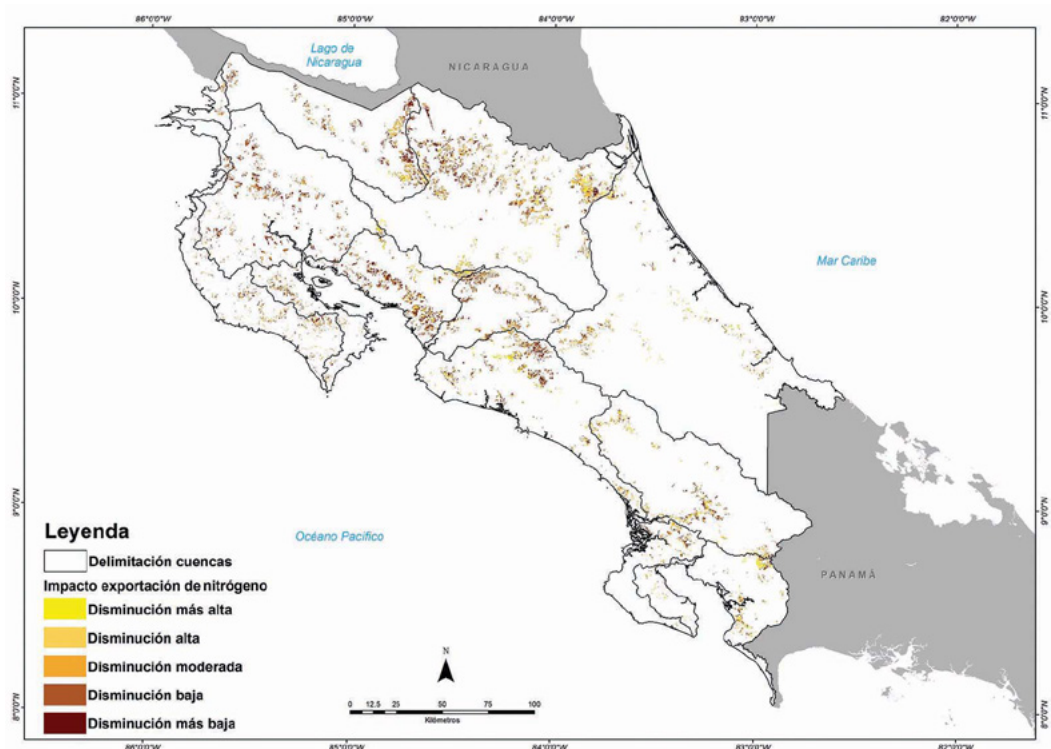 86°0'0"W 85°0'0"W 84°0'0"W 83°0'0"W 82°0'0"W
Lago de
Nicaragua
NICARAGUA
11°0'0"N
11°0'0"N
Mar Caribe
10°0'0"N
10°0'0"N
9°0'0"N
9°0'0"N
Océano Pacífico
PANAMÁ
Leyenda
Delimitación cuencas
Impacto exportación de nitrógeno
Disminución más alta
Disminución alta
Disminución moderada
Disminución baja
Disminución más baja
N
0 12.5 25 50 75 100
Kilómetros
8°0'0"N
8°0'0"N
86°0'0"W 85°0'0"W 84°0'0"W 83°0'0"W 82°0'0"W